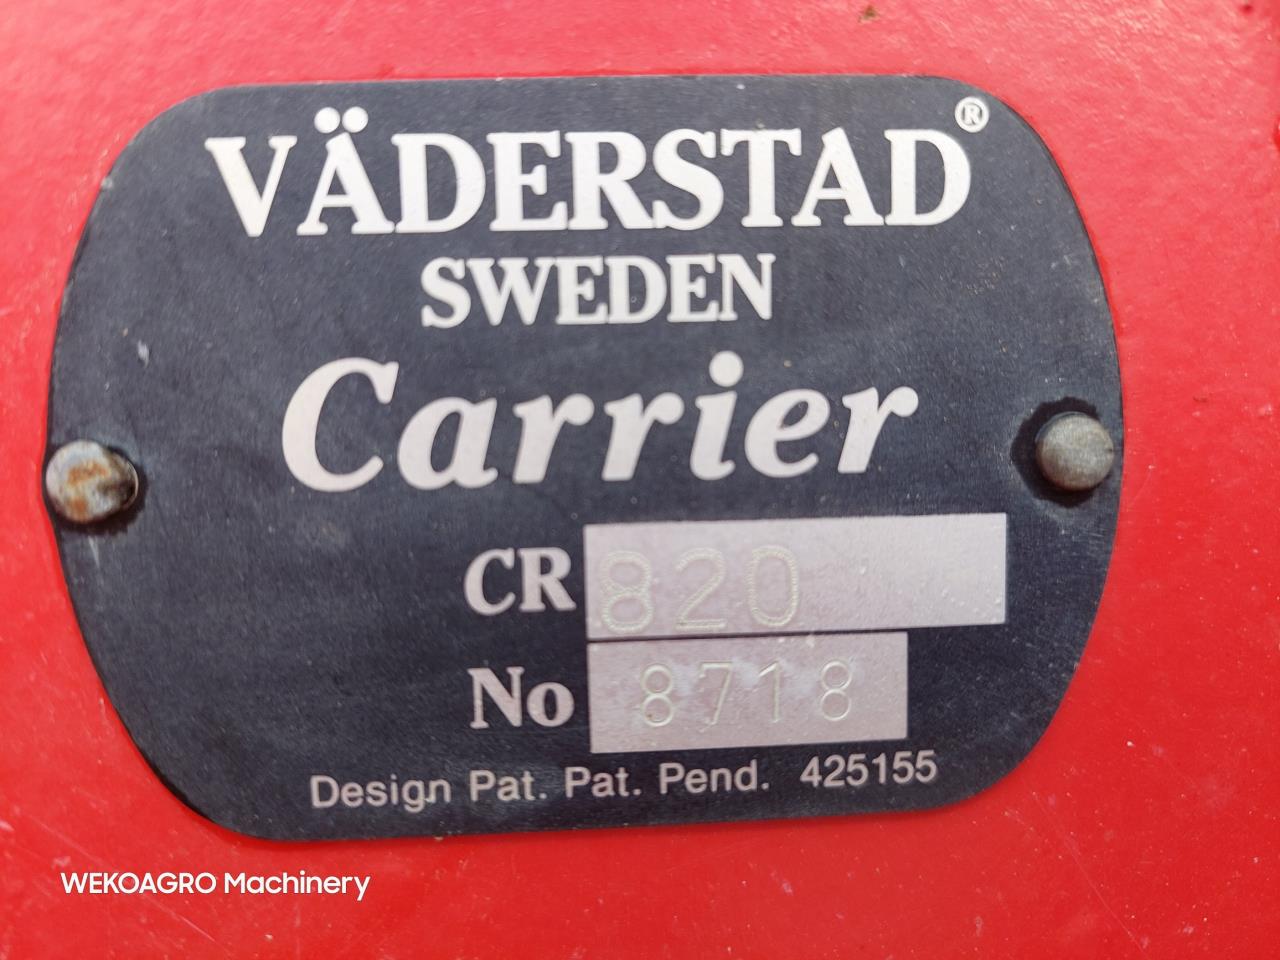 VÄDERSTAD®
SWEDEN
Carrier
CR 820
No 8718
Design Pat. Pat. Pend. 425155
WEKOAGRO Machinery